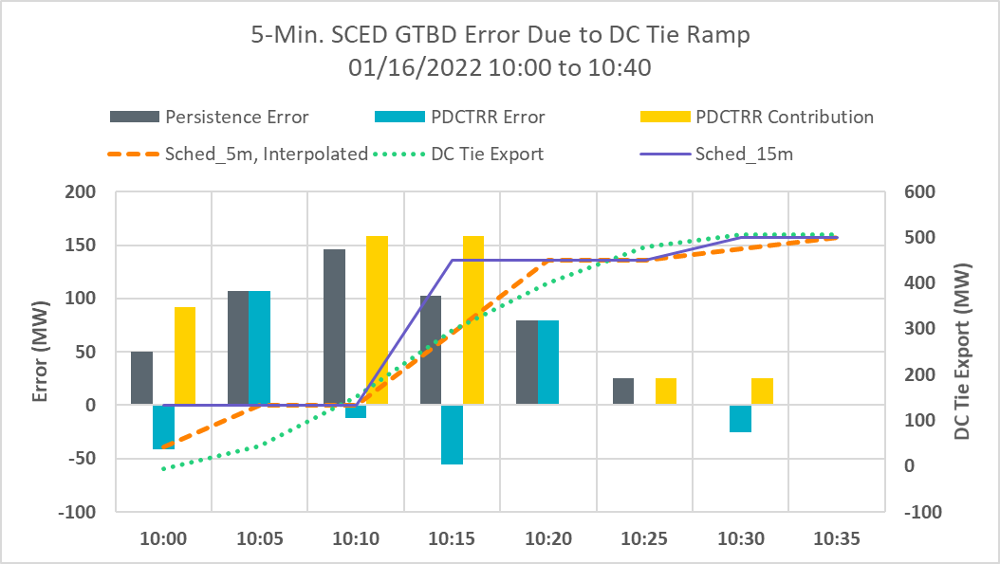 5-Min. SCED GTBD Error Due to DC Tie Ramp
01/16/2022 10:00 to 10:40
Persistence Error PDCTRR Error PDCTRR Contribution
Sched_5m, Interpolated DC Tie Export Sched_15m
Error (MW)
200
150
100
50
0
-50
-100
600
500
400
300
200
100
0
-100
DC Tie Export (MW)
10:00 10:05 10:10 10:15 10:20 10:25 10:30 10:35